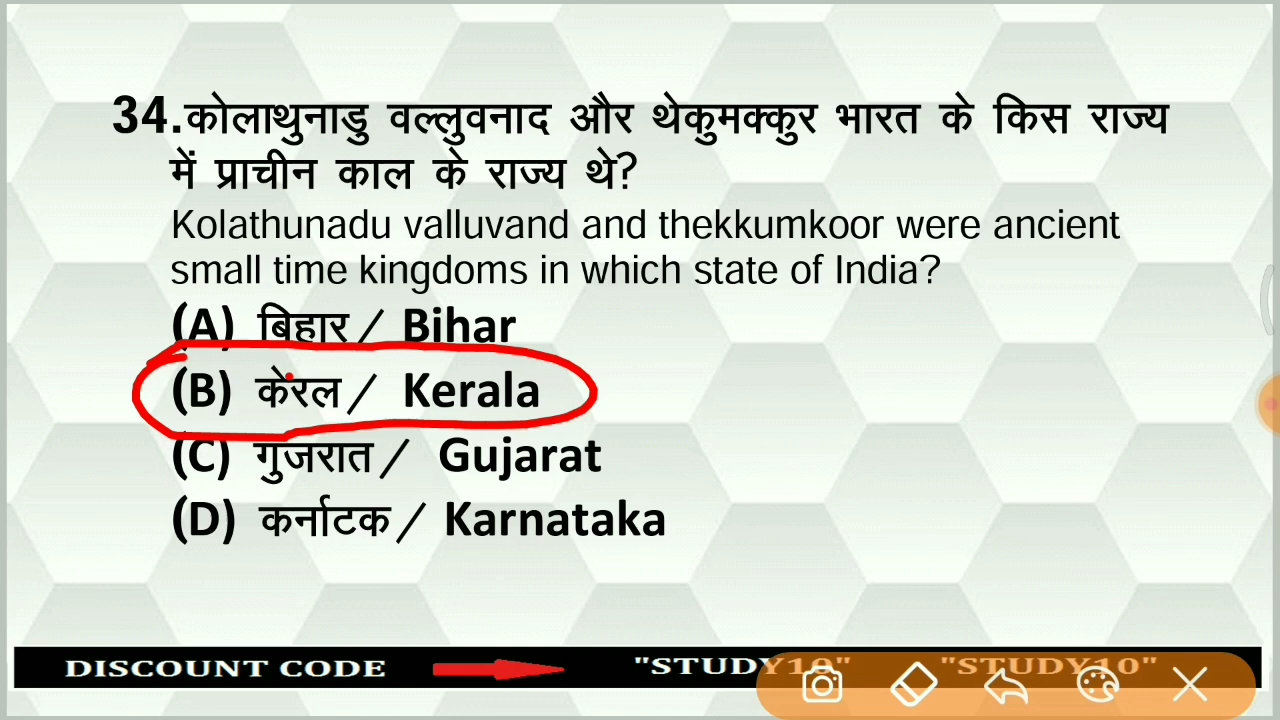 34.कोलाथुनाडु वल्लुवनाद और थेकुमक्कुर भारत के किस राज्य
में प्राचीन काल के राज्य थे?
Kolathunadu valluvand and thekkumkoor were ancient
small time kingdoms in which state of India?
(A) बिहार / Bihar
(B) केरल / Kerala
(C) गुजरात / Gujarat
(D) कर्नाटक / Karnataka
DISCOUNT CODE "STUDY10" "STUDY10"